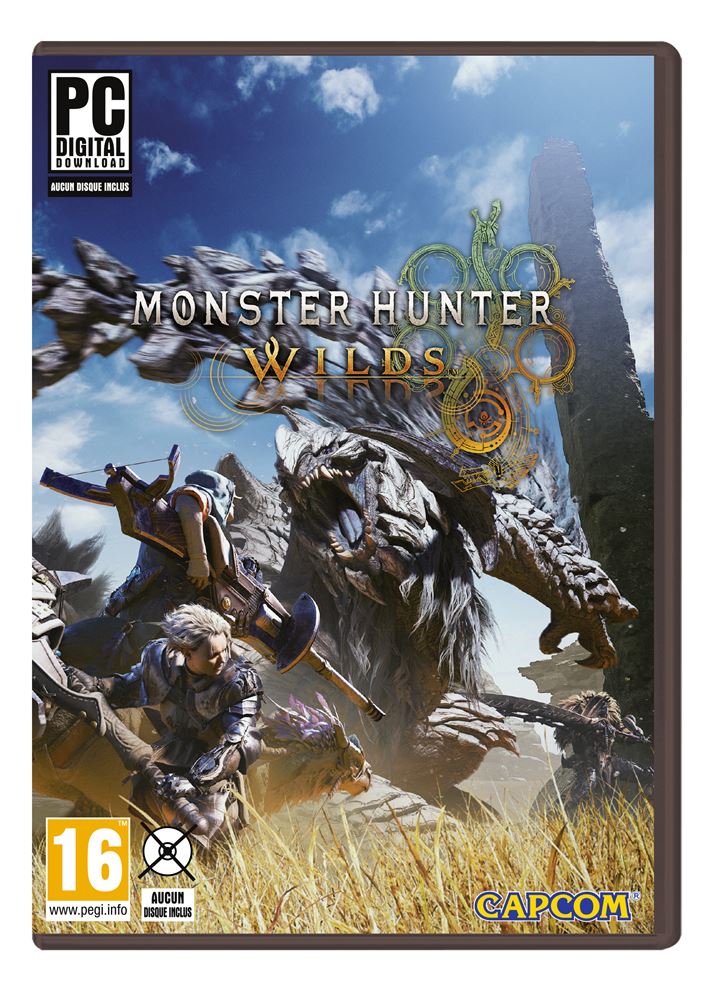 PC
DIGITAL
DOWNLOAD
AUCUN DISQUE INCLUS
MONSTER HUNTER
WILDS
16
www.pegi.info
AUCUN
DISQUE INCLUS
CAPCOM